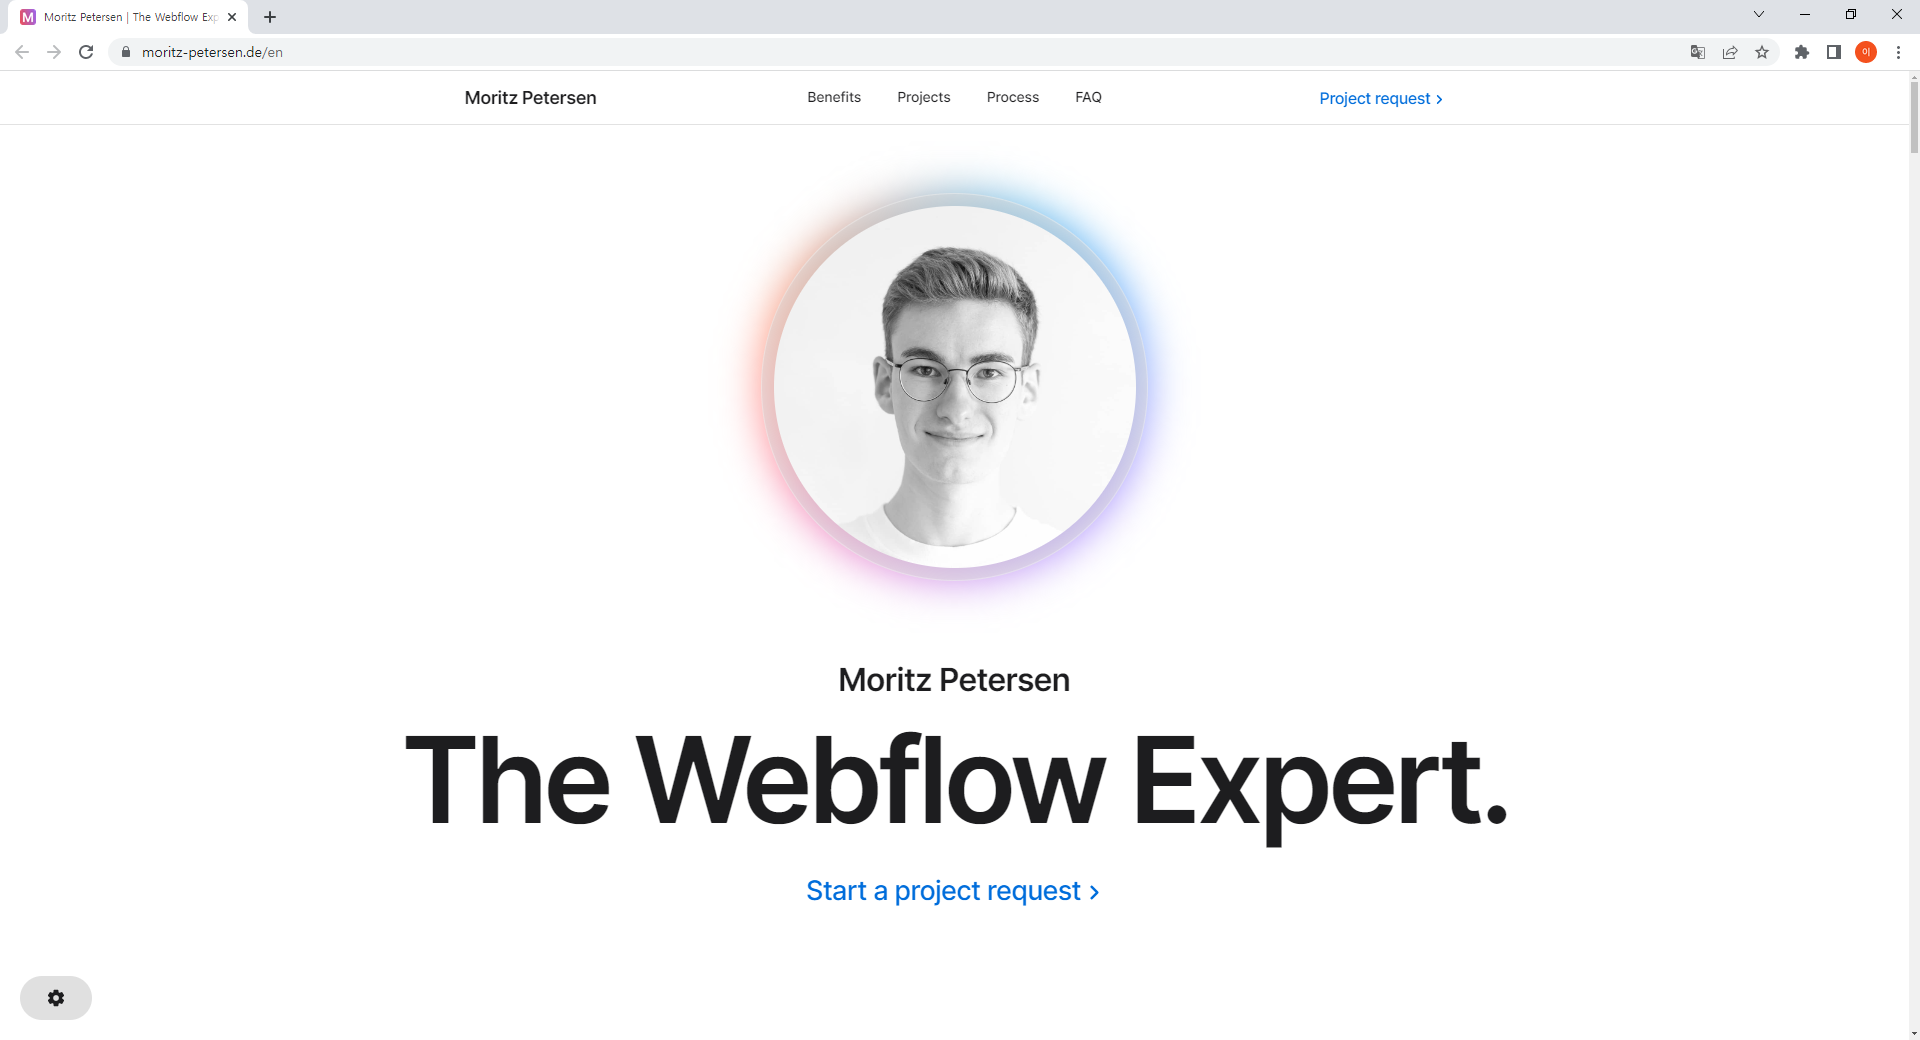 Moritz Petersen | The Webflow Exp
moritz-petersen.de/en
이
Moritz Petersen
Benefits
Projects
Process
FAQ
Project request
Moritz Petersen
The Webflow Expert.
Start a project request